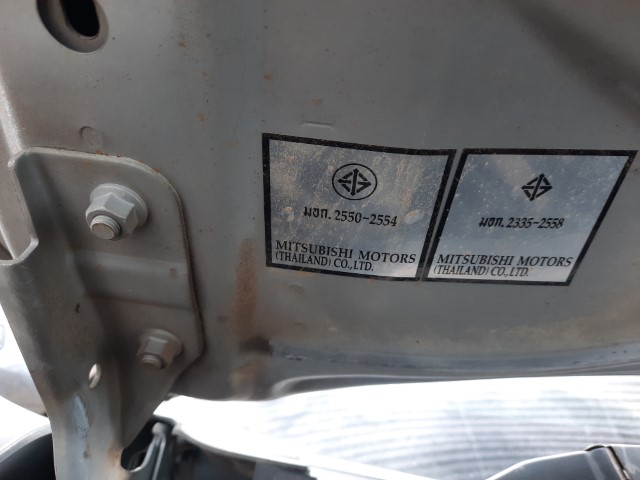 มอก. 2550-2554
MITSUBISHI MOTORS
(THAILAND) CO.,LTD.
มอก. 2335-2558
MITSUBISHI MOTORS
(THAILAND) CO., LTD.